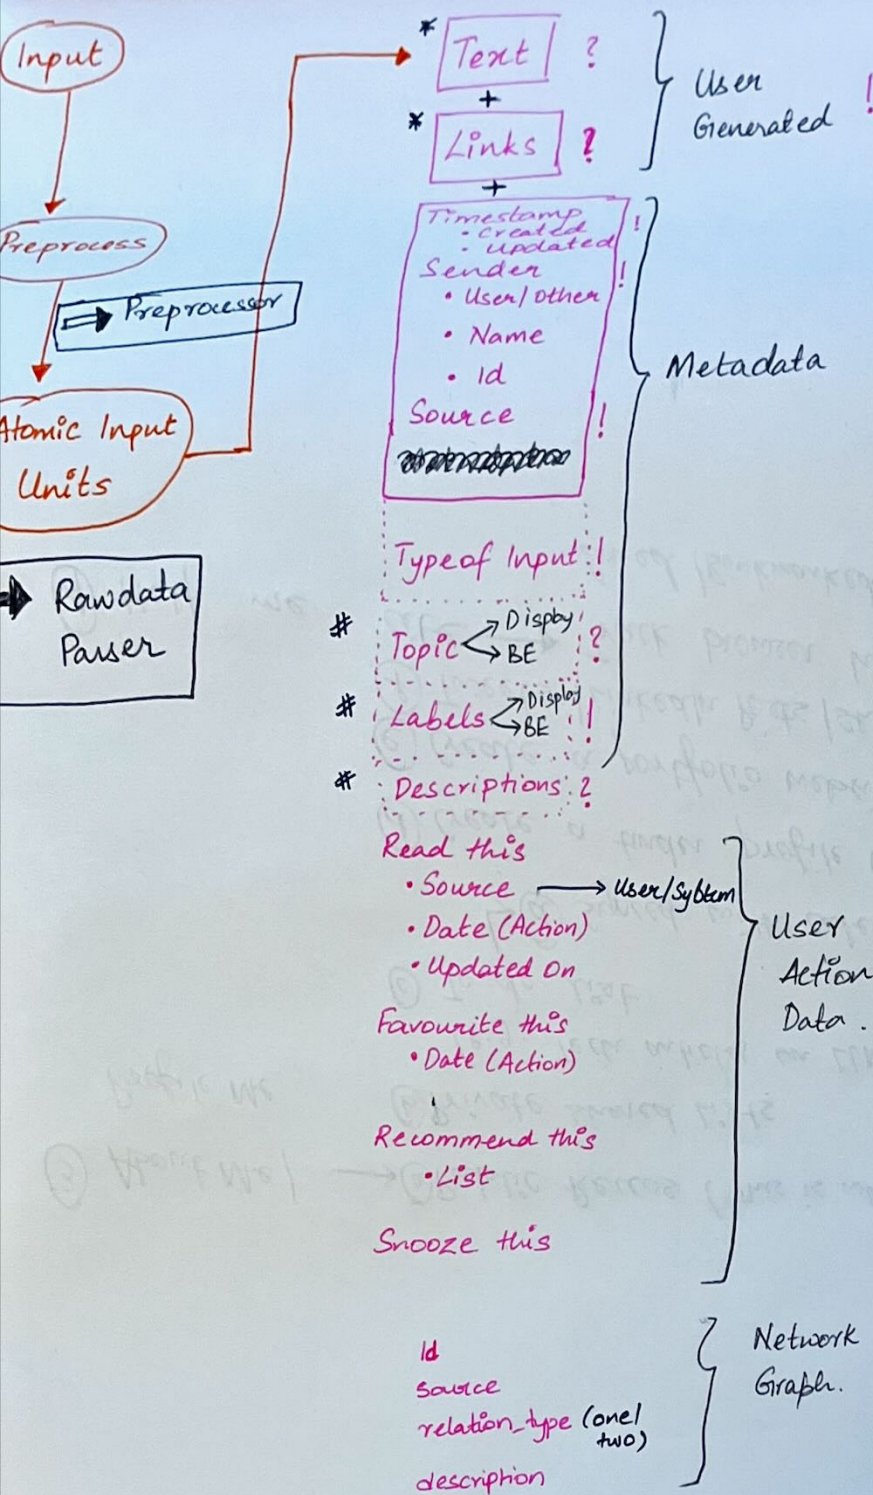 Input
Preprocess
⇒ Preprocessor
Atomic Input
Units
⇒ Rawdata
Parser
* Text ?
+
* Links ?
+
User
Generated !
Timestamp !
• Created
• Updated
Sender !
• User/Other
• Name
• Id
Source !
Type of Input !
# Topic ?
Display
BE
# Labels !
Display
BE
# Descriptions ?
Metadata
Read this
• Source → User/System
• Date (Action)
• Updated On
Favourite this
• Date (Action)
Recommend this
• List
Snooze this
User
Action
Data.
Id
source
relation_type (one/
two)
description
Network
Graph.